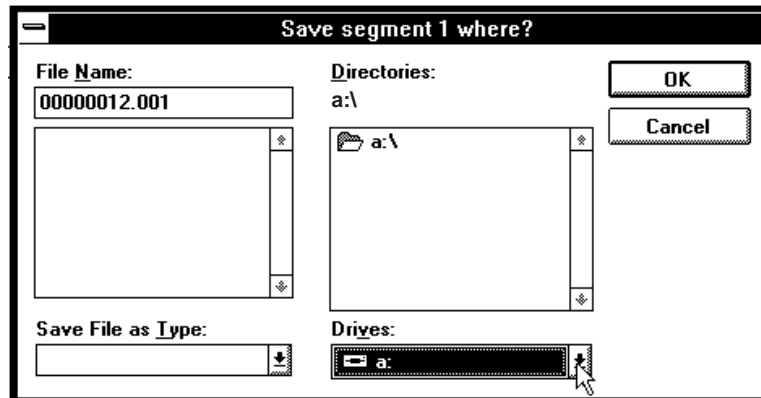 Save segment 1 where?
File Name:
00000012.001
Directories:
a:\
a:\
OK
Cancel
Save File as Type:
Drives:
a: